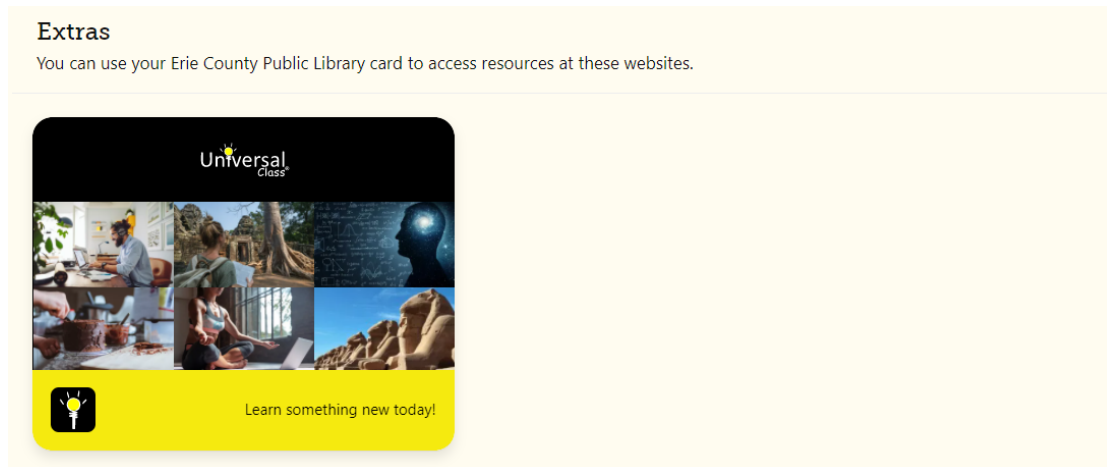 Extras
You can use your Erie County Public Library card to access resources at these websites.
Universal
Class®
Learn something new today!